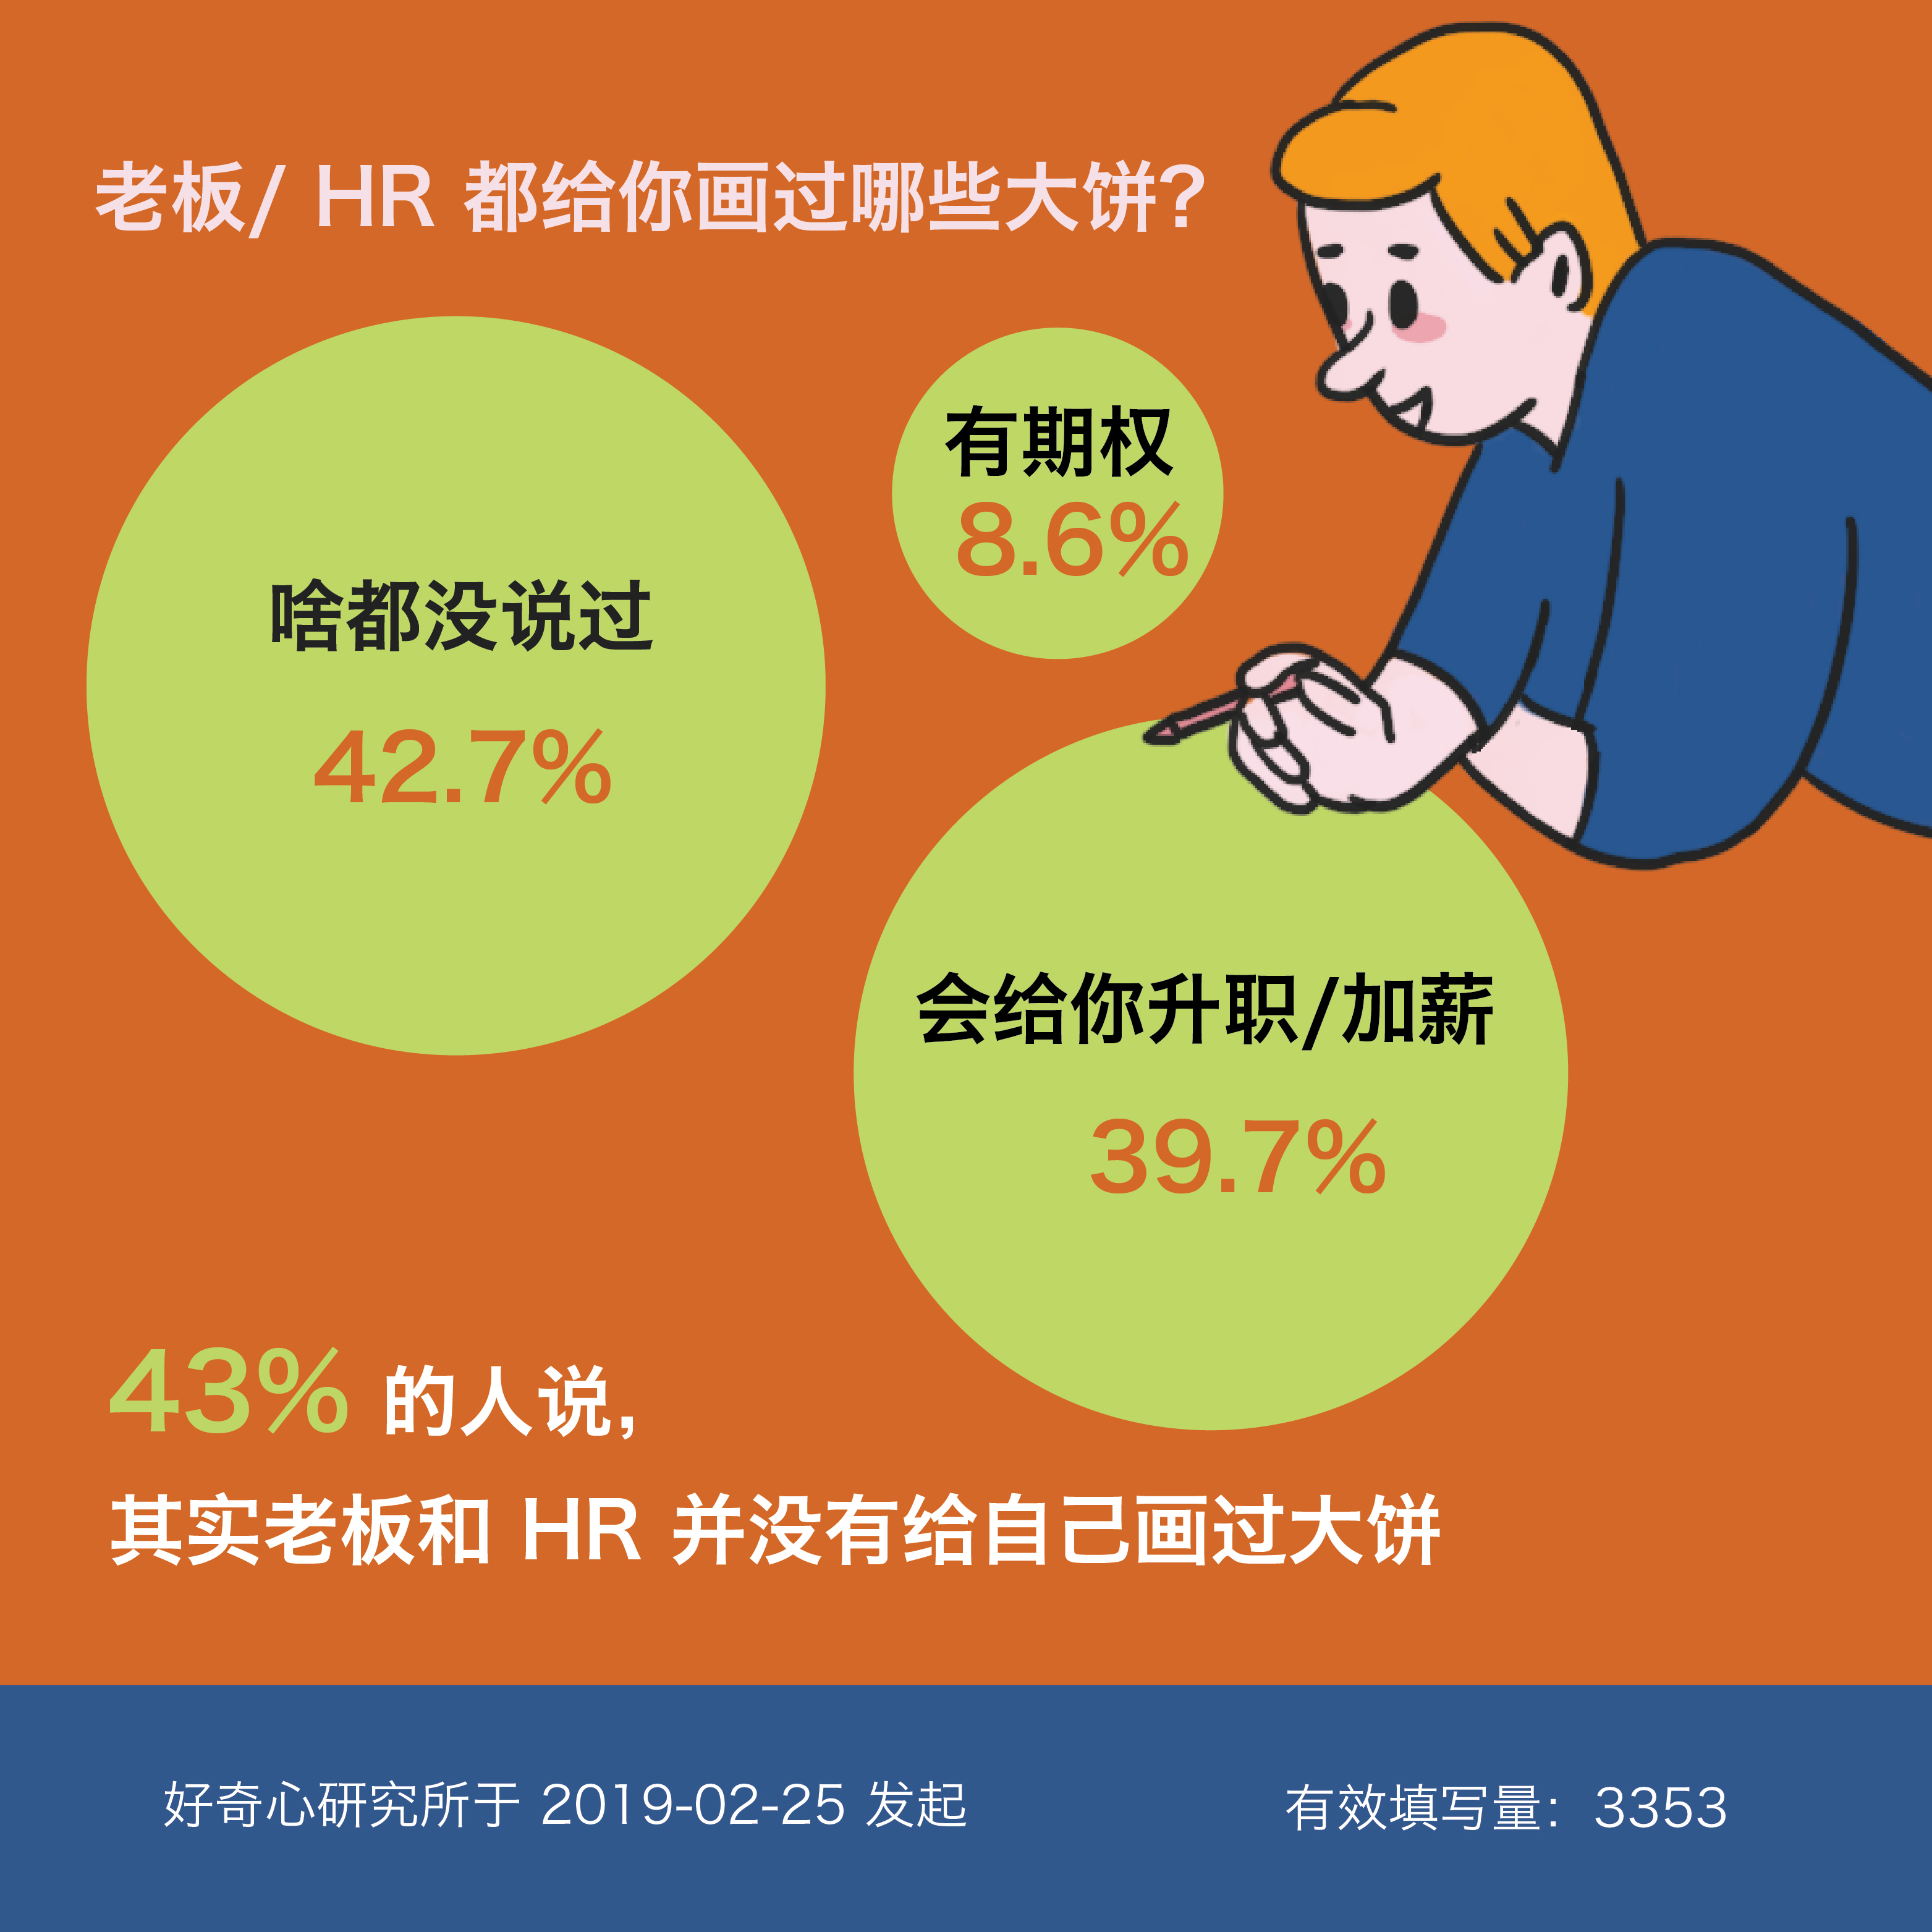 老板/ HR 都给你画过哪些大饼?
有期权
8.6%
啥都没说过
42.7%
会给你升职/加薪
39.7%
43% 的人说,
其实老板和 HR 并没有给自己画过大饼
好奇心研究所于 2019-02-25 发起
有效填写量: 3353